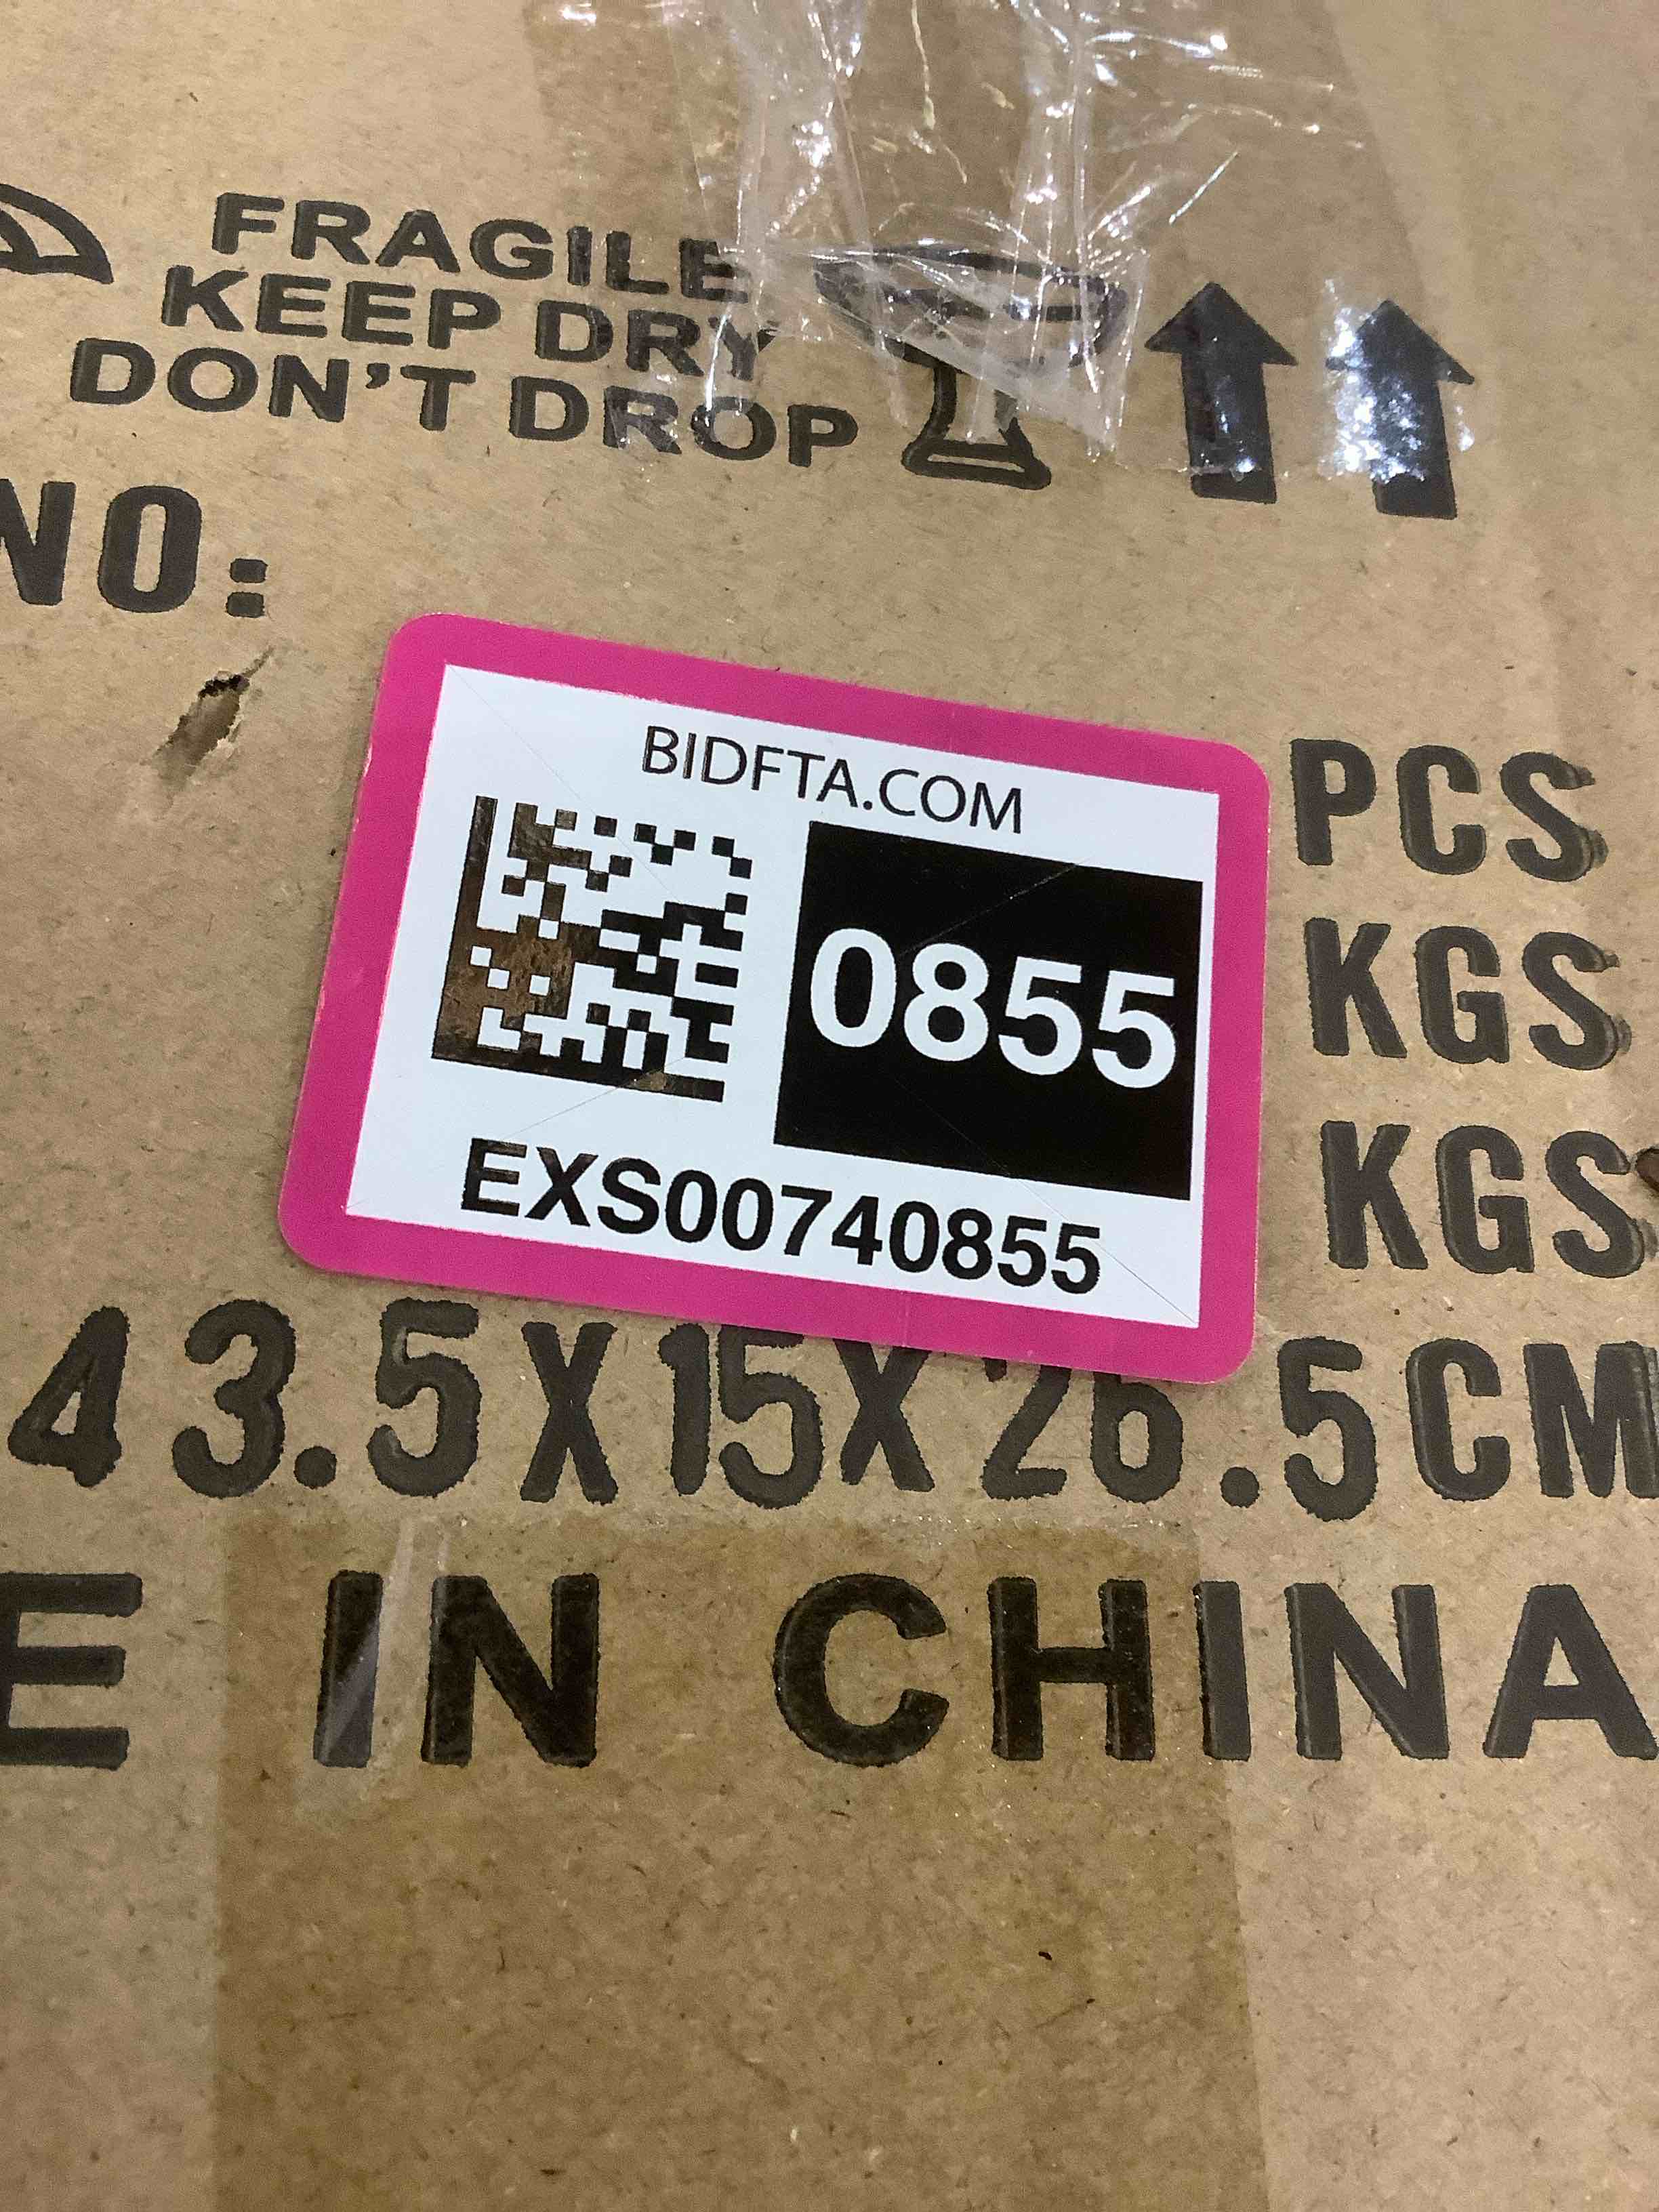 FRAGILE
KEEP DRY
DON'T DROP
NO:
BIDFTA.COM
0855
EXS00740855
PCS
KGS
KGS
43.5X15X26.5CM
E IN CHINA